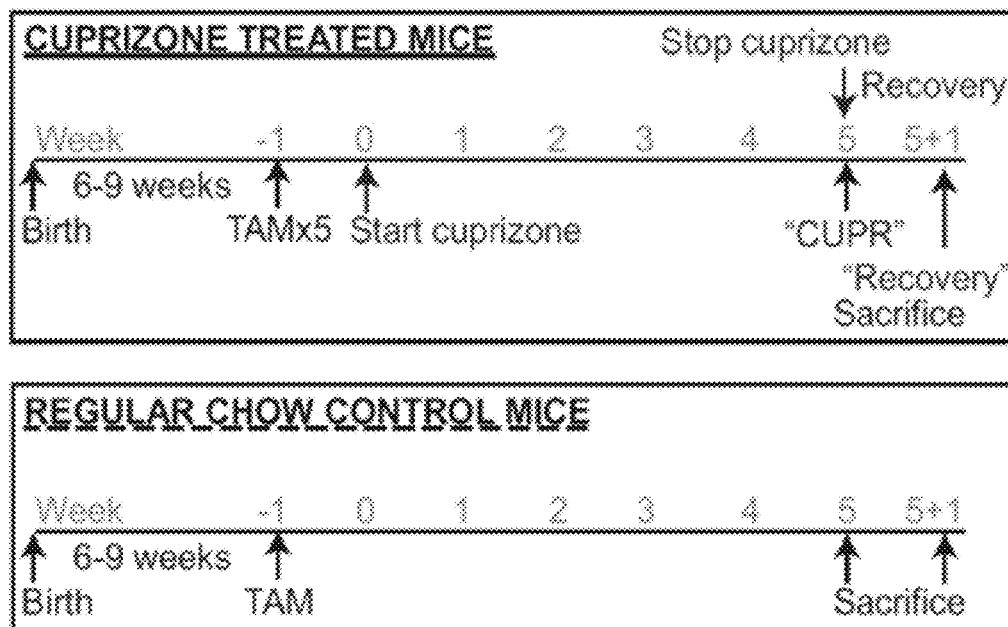 CUPRIZONE TREATED MICE
Stop cuprizone
Recovery
Week -1 0 1 2 3 4 5 5+1
6-9 weeks
Birth TAMx5 Start cuprizone "CUPR"
"Recovery"
Sacrifice
REGULAR CHOW CONTROL MICE
Week -1 0 1 2 3 4 5 5+1
6-9 weeks
Birth TAM Sacrifice